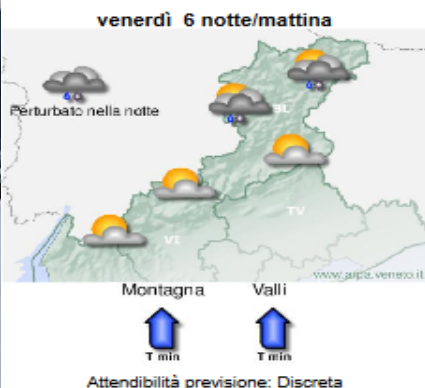 venerdì 6 notte/mattina
Perturbato nella notte
BL
TV
VI
www.arpa.veneto.it
Montagna Valli
T min T min
Attendibilità previsione: Discreta